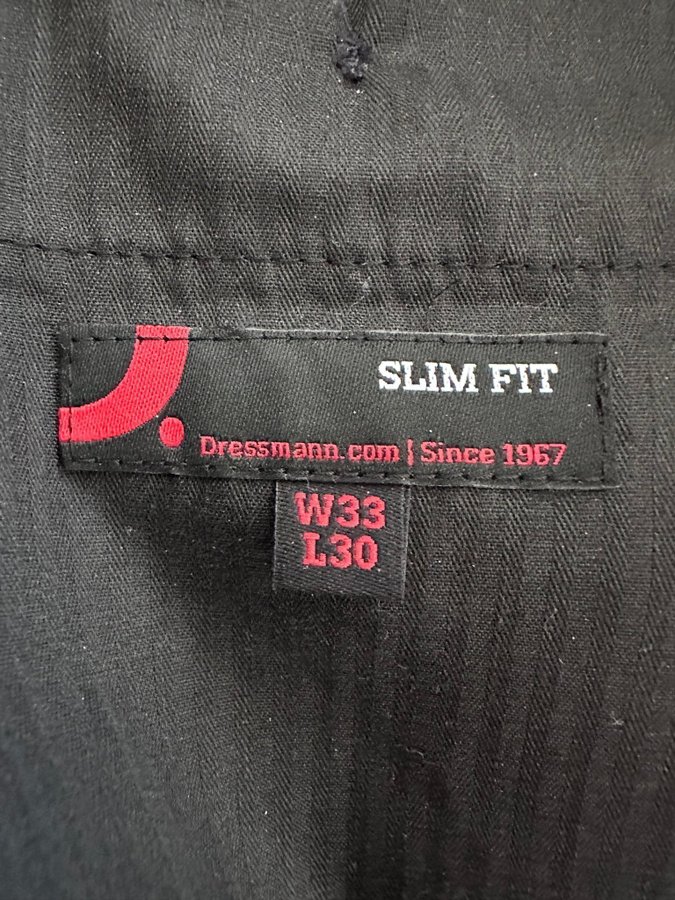 SLIM FIT
Dressmann.com | Since 1967
W33
L30